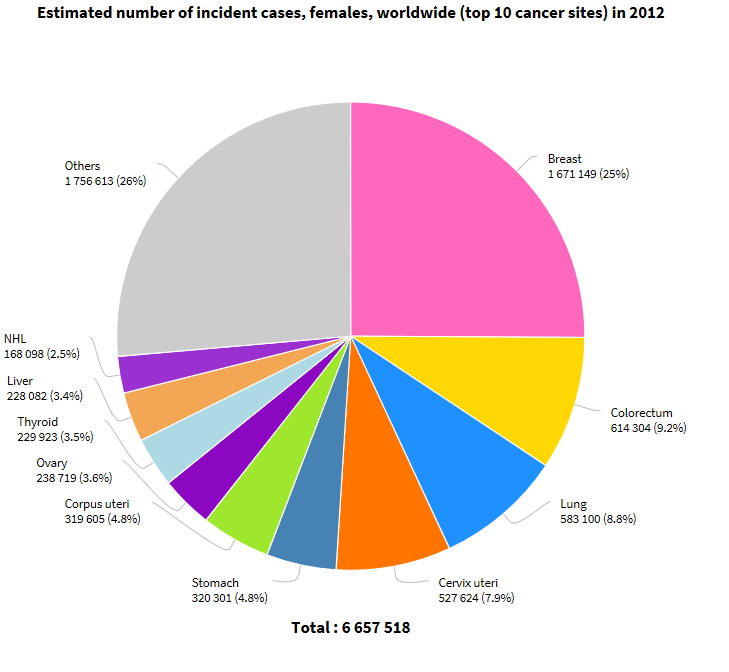 Estimated number of incident cases, females, worldwide (top 10 cancer sites) in 2012
Others
1 756 613 (26%)
Breast
1 671 149 (25%)
NHL
168 098 (2.5%)
Liver
228 082 (3.4%)
Thyroid
229 923 (3.5%)
Ovary
238 719 (3.6%)
Corpus uteri
319 605 (4.8%)
Stomach
320 301 (4.8%)
Colorectum
614 304 (9.2%)
Lung
583 100 (8.8%)
Cervix uteri
527 624 (7.9%)
Total : 6 657 518